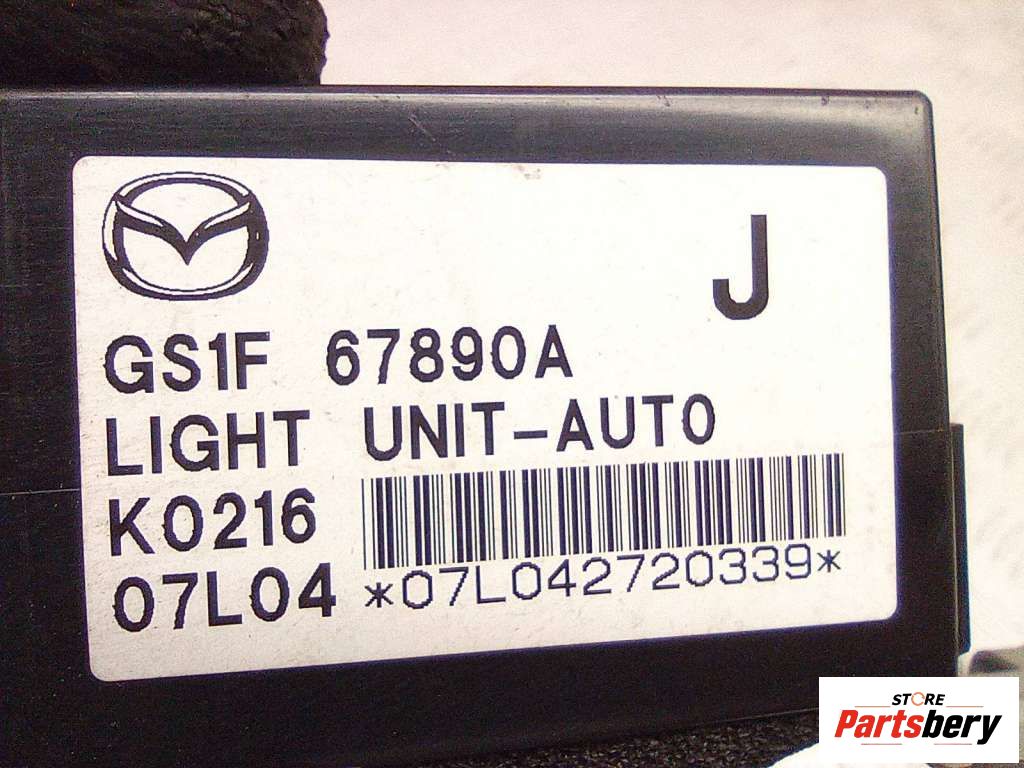 J
GS1F 67890A
LIGHT UNIT-AUTO
K0216
07L04 *07L042720339*
STORE
Partsbery